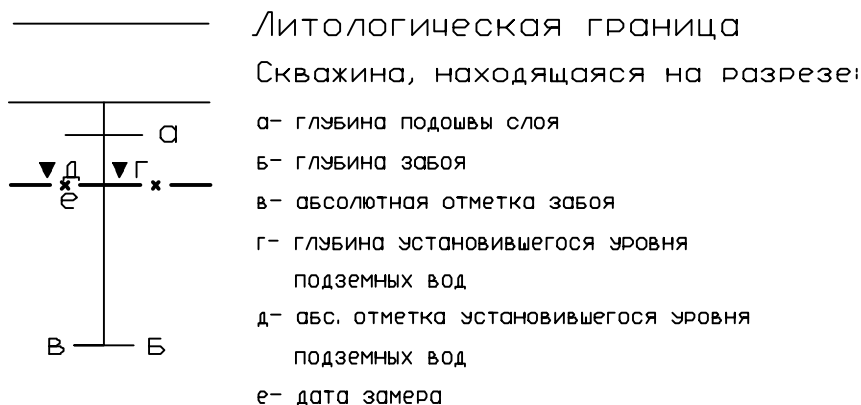 Литологическая граница
Скважина, находящаяся на разрезе:
а- глубина подошвы слоя
а
Б- глубина забоя
д г
в- абсолютная отметка забоя
е
г- глубина установившегося уровня
подземных вод
д- абс. отметка установившегося уровня
в Б
подземных вод
е- дата замера